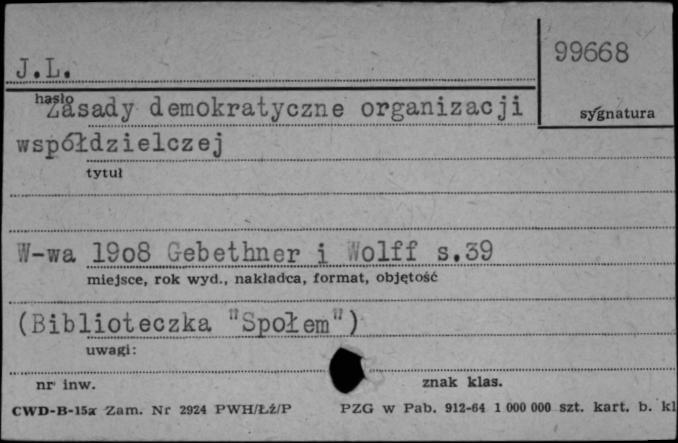 99668
J.L.
hasło
Zasady demokratyczne organizacji
sygnatura
współdzielczej
tytuł
W-wa 19o8 Gebethner i Wolff s.39
miejsce, rok wyd., nakładca, format, objętość
(Biblioteczka "Społem")
uwagi:
nr inw. znak klas.
CWD-B-15a Zam. Nr 2924 PWH/Łź/P PZG w Pab. 912-64 1 000 000 szt. kart. b. kl